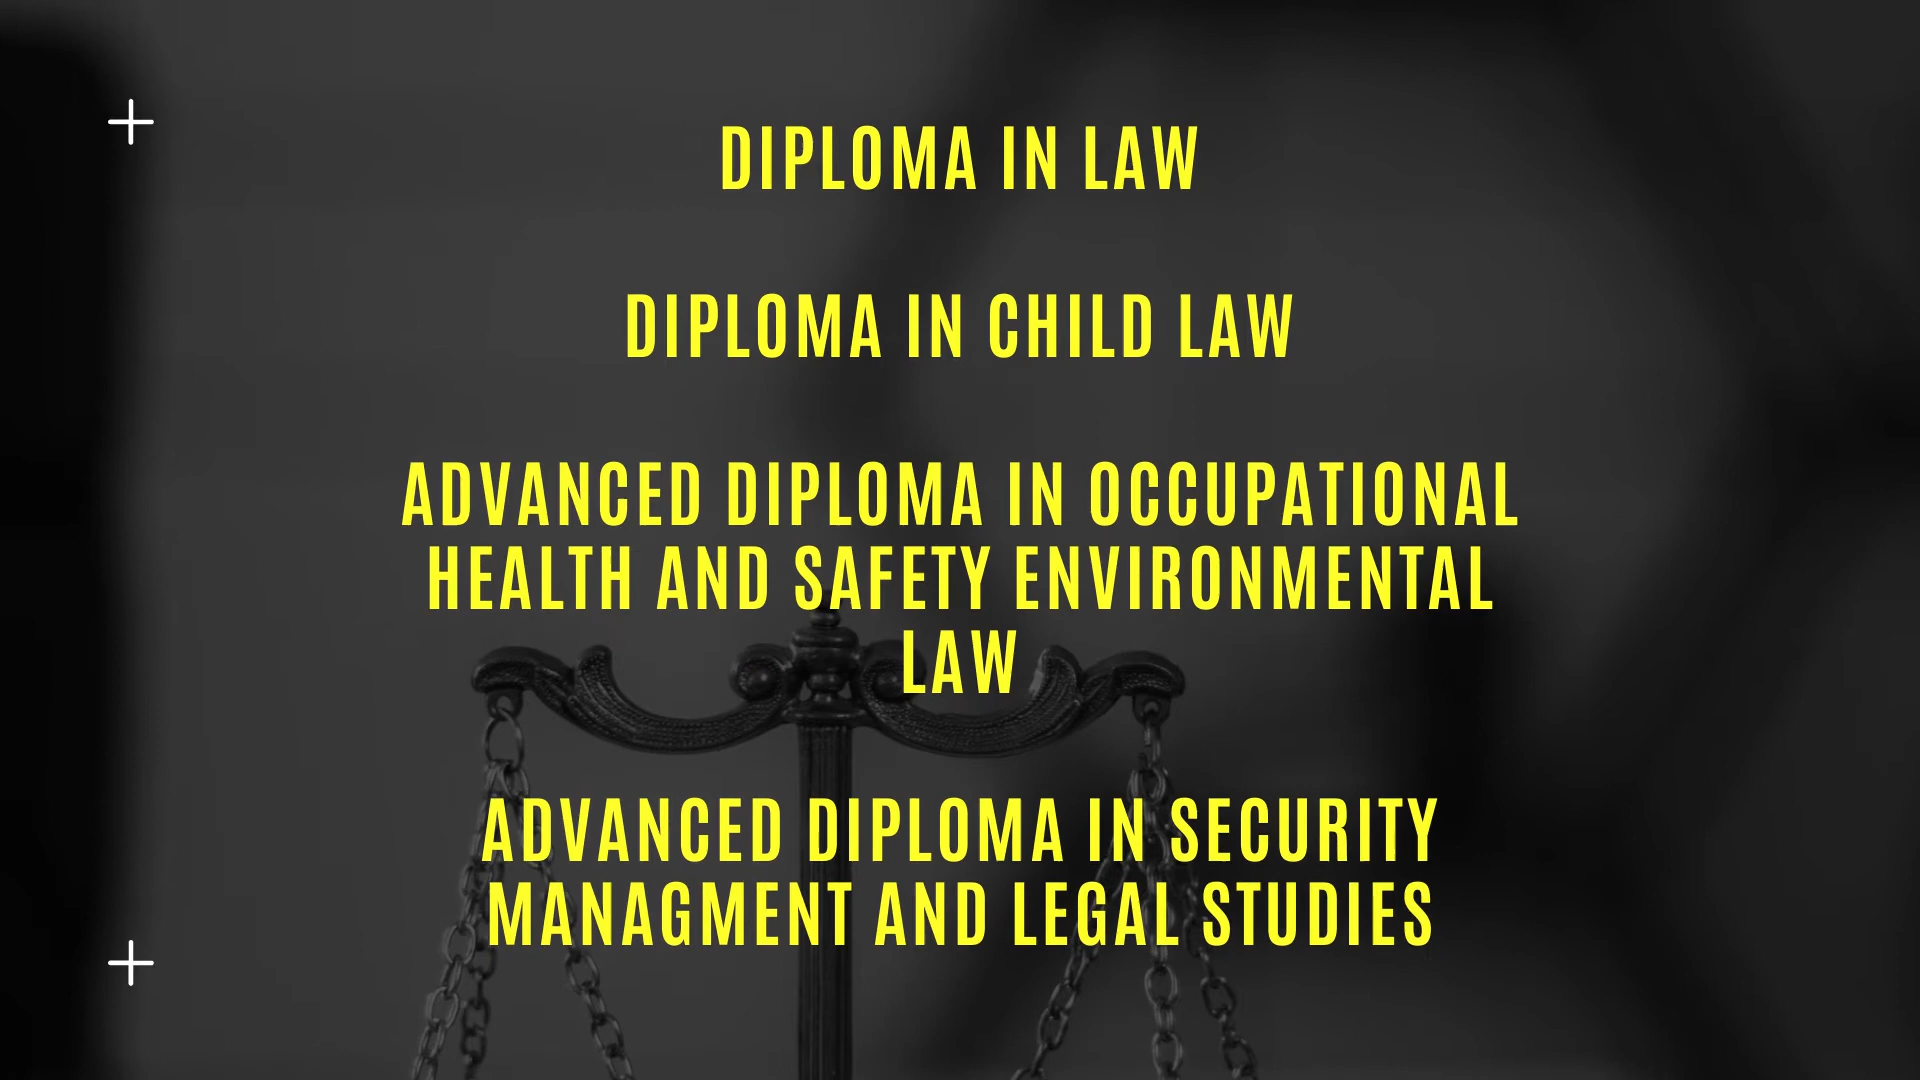 DIPLOMA IN LAW
DIPLOMA IN CHILD LAW
ADVANCED DIPLOMA IN OCCUPATIONAL
HEALTH AND SAFETY ENVIRONMENTAL
LAW
ADVANCED DIPLOMA IN SECURITY
MANAGMENT AND LEGAL STUDIES